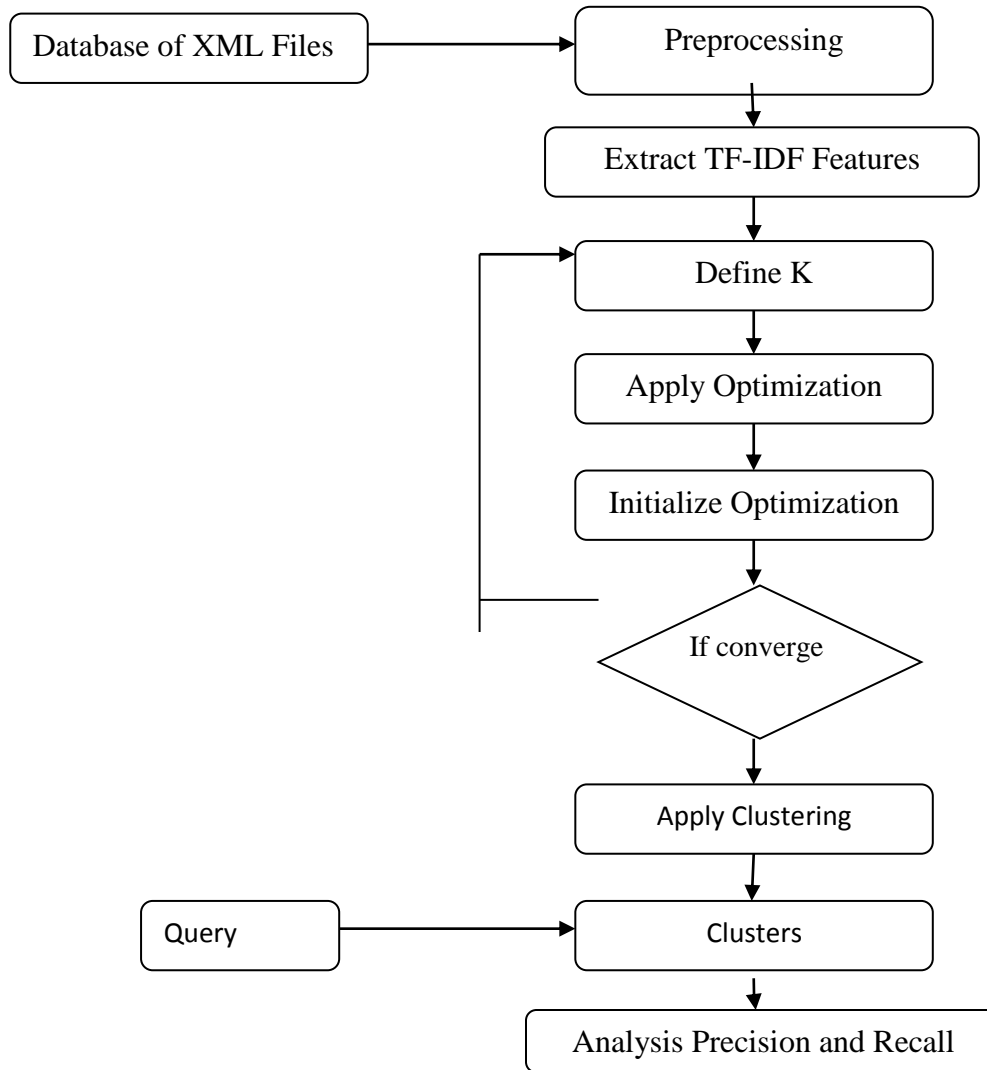 Database of XML Files
Preprocessing
Extract TF-IDF Features
Define K
Apply Optimization
Initialize Optimization
If converge
Apply Clustering
Query
Clusters
Analysis Precision and Recall